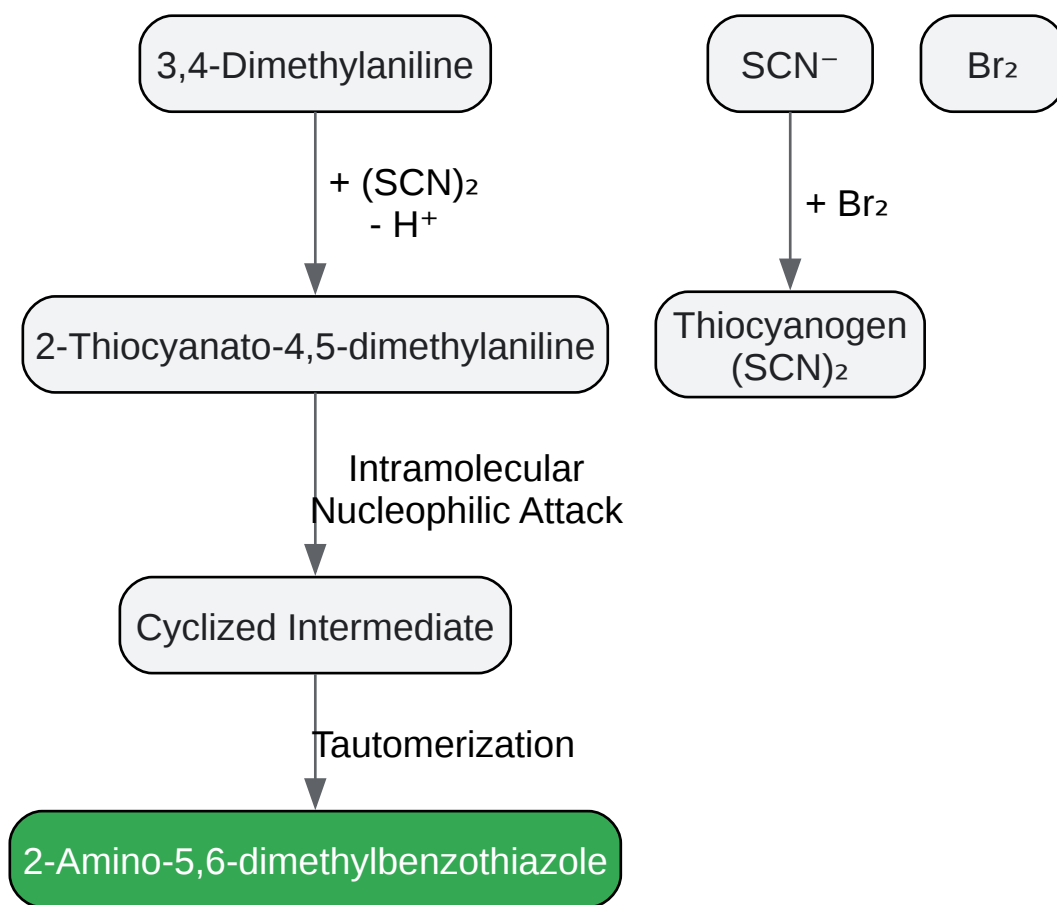 3,4-Dimethylaniline
SCN⁻
Br₂
+ (SCN)₂
- H⁺
+ Br₂
2-Thiocyanato-4,5-dimethylaniline
Thiocyanogen
(SCN)₂
Intramolecular
Nucleophilic Attack
Cyclized Intermediate
Tautomerization
2-Amino-5,6-dimethylbenzothiazole